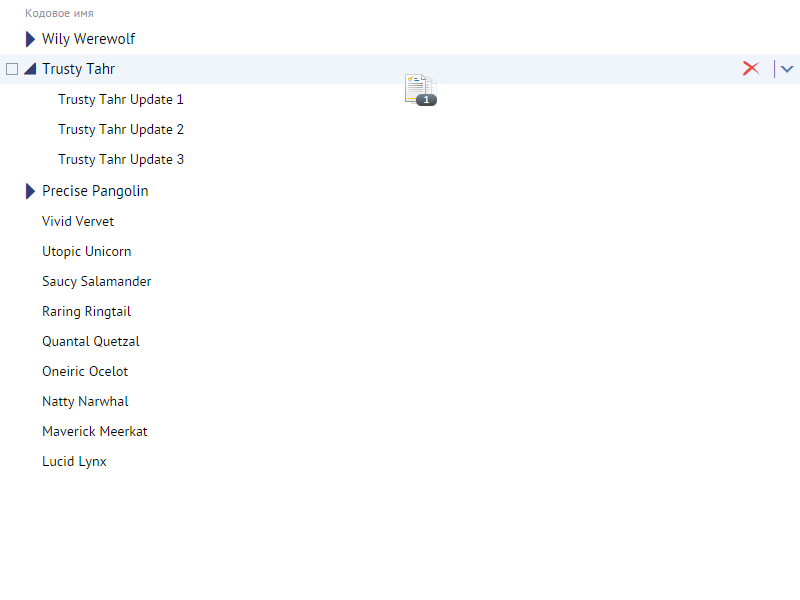 Кодовое имя
Wily Werewolf
Trusty Tahr
1
Trusty Tahr Update 1
Trusty Tahr Update 2
Trusty Tahr Update 3
Precise Pangolin
Vivid Vervet
Utopic Unicorn
Saucy Salamander
Raring Ringtail
Quantal Quetzal
Oneiric Ocelot
Natty Narwhal
Maverick Meerkat
Lucid Lynx